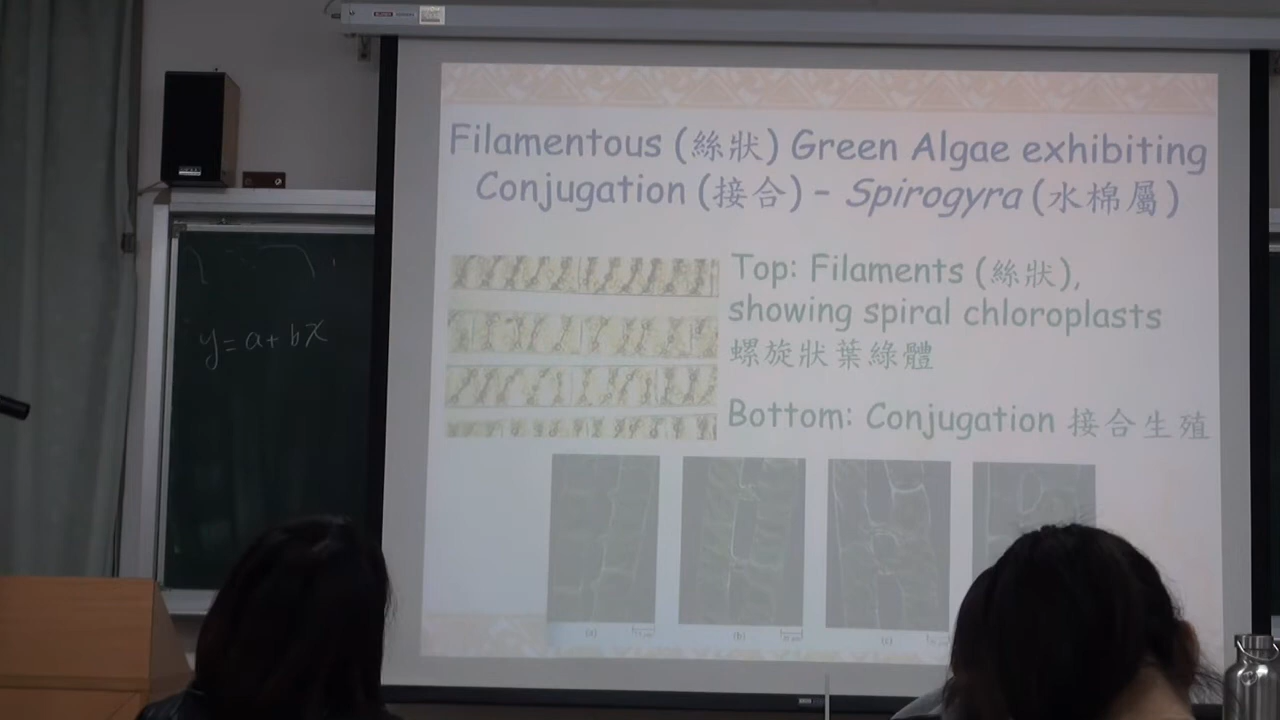 Filamentous (絲狀) Green Algae exhibiting
Conjugation (接合) – Spirogyra (水棉屬)
Top: Filaments (絲狀),
showing spiral chloroplasts
螺旋狀葉綠體
Bottom: Conjugation 接合生殖
y = a + bx
(a)
(b)
(c)